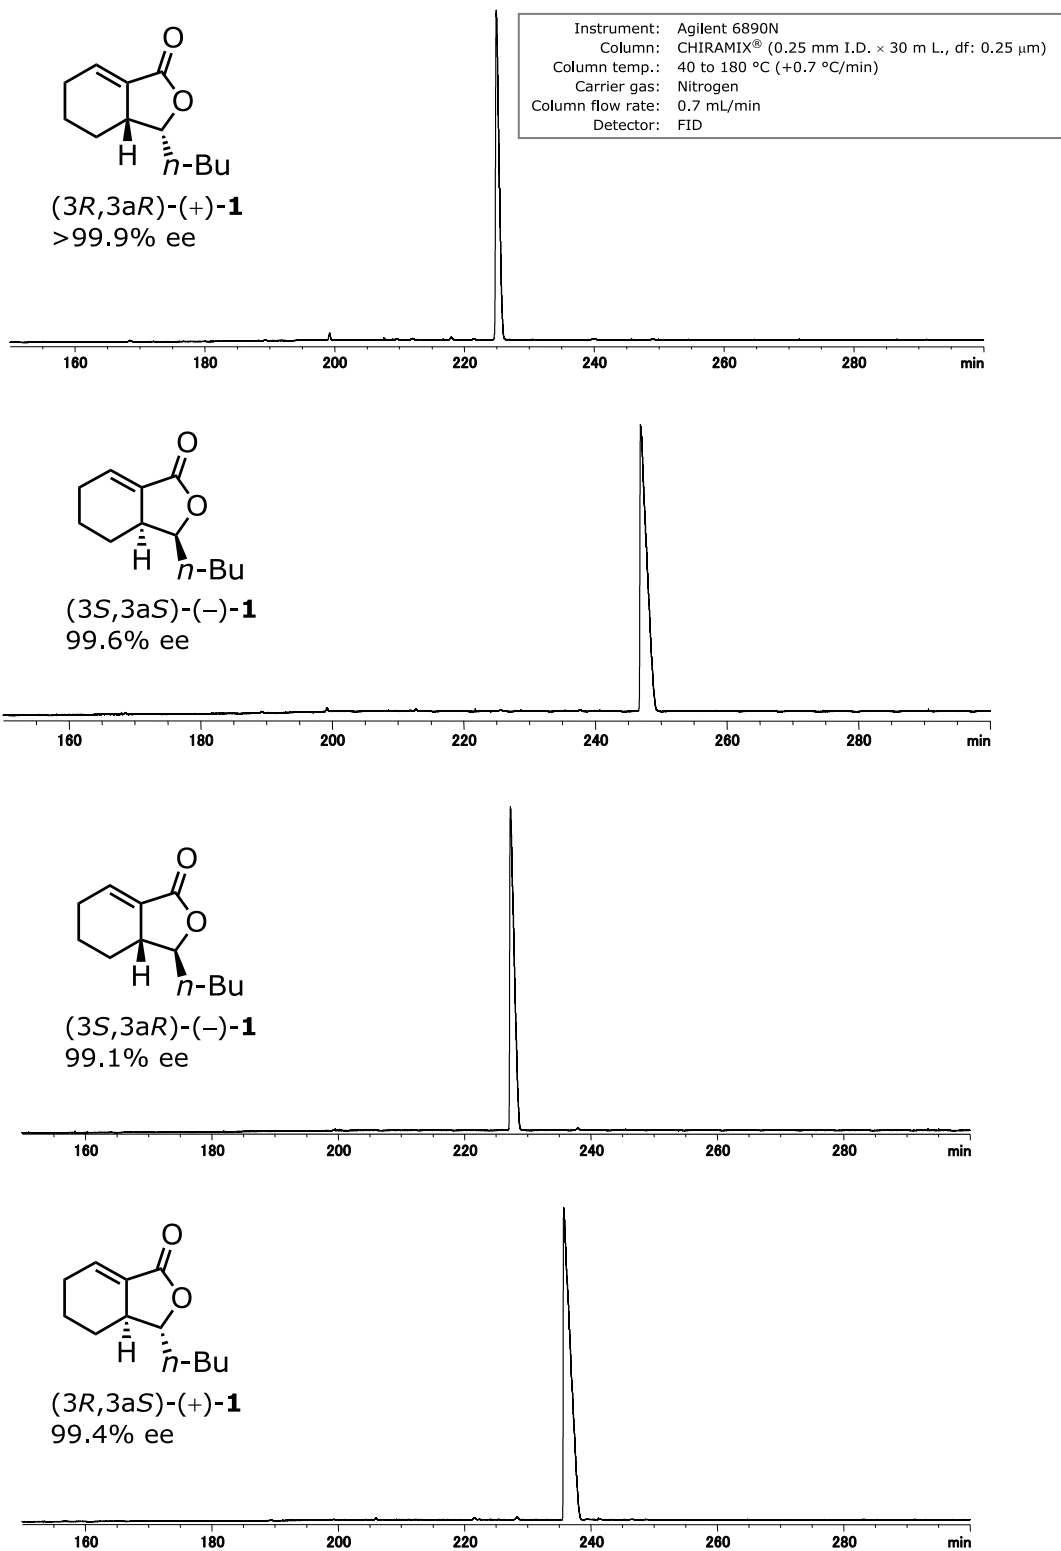 Instrument: Agilent 6890N
Column: CHIRAMIX® (0.25 mm I.D. × 30 m L., df: 0.25 μm)
Column temp.: 40 to 180 °C (+0.7 °C/min)
Carrier gas: Nitrogen
Column flow rate: 0.7 mL/min
Detector: FID
O
O
H
n-Bu
(3R,3aR)-(+)-1
>99.9% ee
160 180 200 220 240 260 280 min
O
O
H
n-Bu
(3S,3aS)-(−)-1
99.6% ee
160 180 200 220 240 260 280 min
O
O
H
n-Bu
(3S,3aR)-(−)-1
99.1% ee
160 180 200 220 240 260 280 min
O
O
H
n-Bu
(3R,3aS)-(+)-1
99.4% ee
160 180 200 220 240 260 280 min